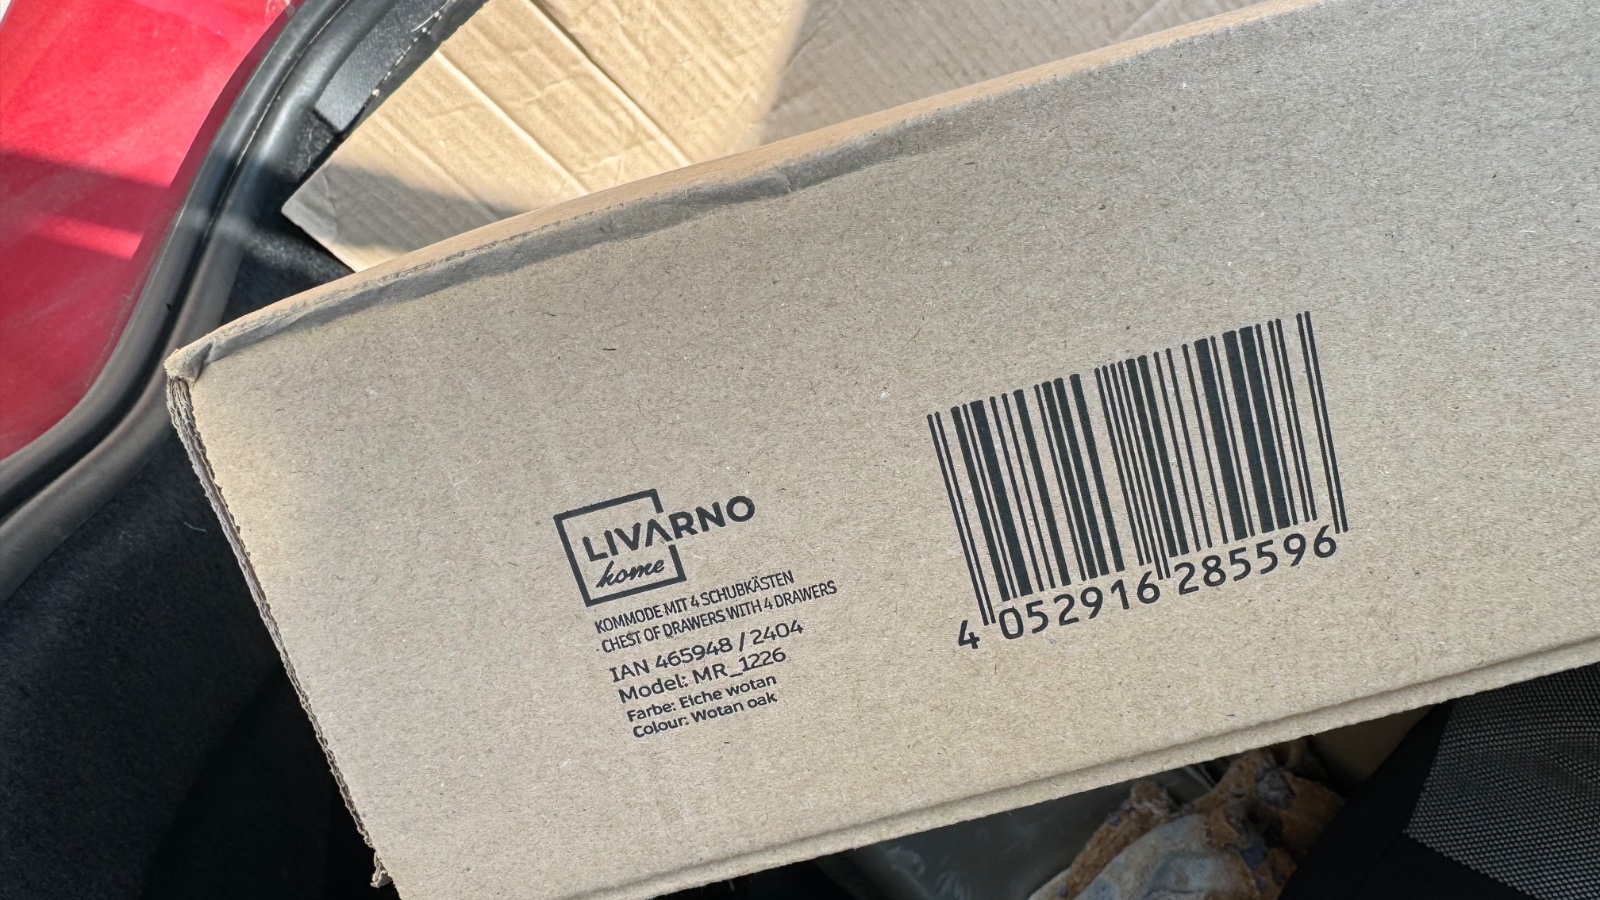 LIVARNO
home
KOMMODE MIT 4 SCHUBKÄSTEN
CHEST OF DRAWERS WITH 4 DRAWERS
IAN 465948 / 2404
Model: MR_1226
Farbe: Eiche wotan
Colour: Wotan oak
4 052916 285596